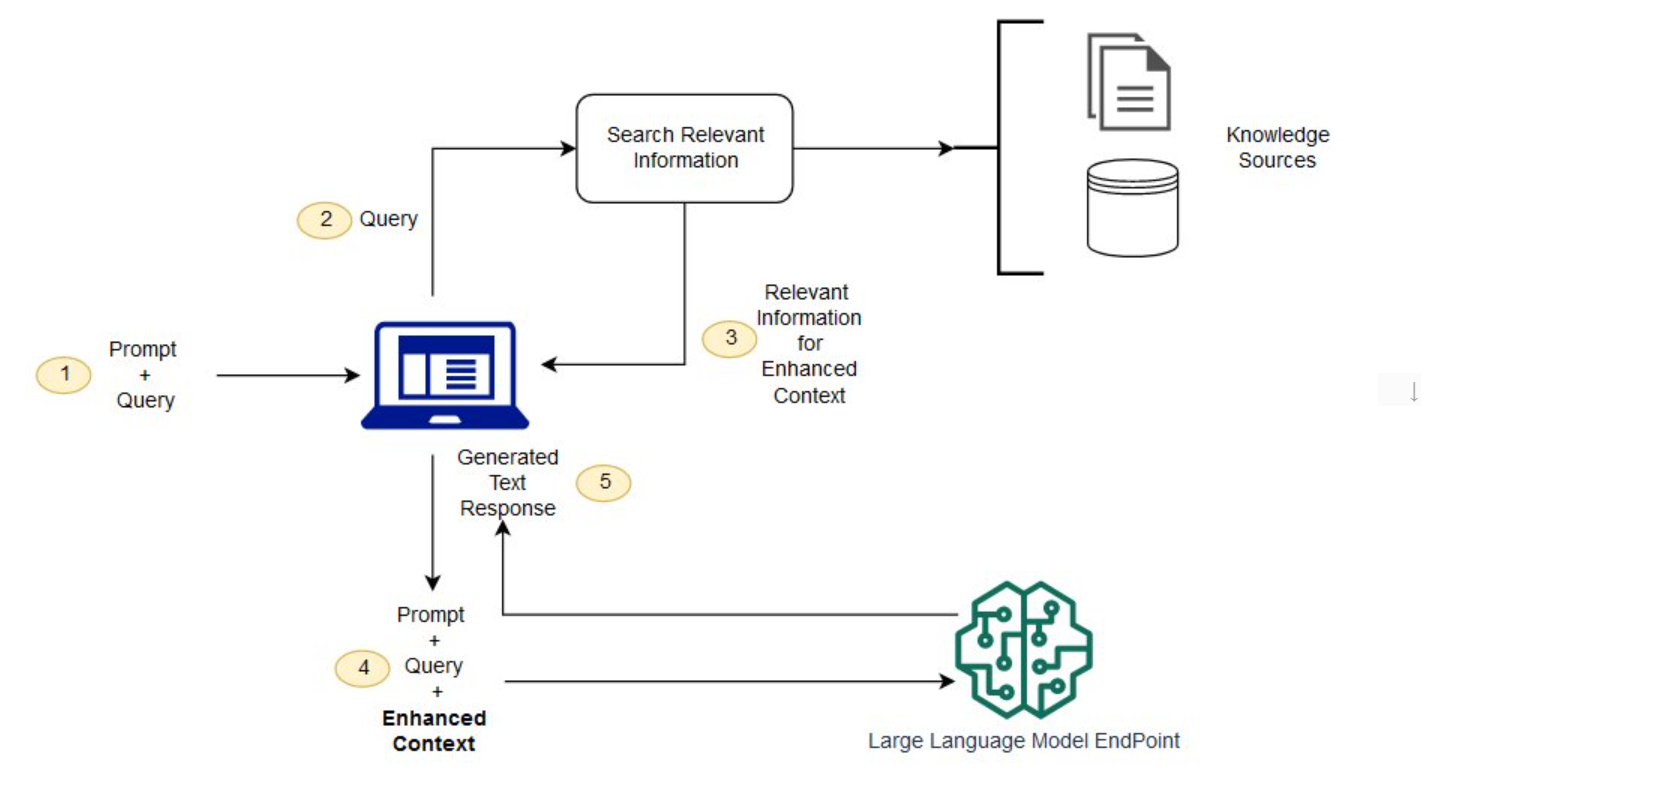 Search Relevant
Information
Knowledge
Sources
2
Query
Relevant
Information
for
Enhanced
Context
3
1
Prompt
+
Query
↓
Generated
Text
Response
5
Prompt
+
4
Query
+
Enhanced
Context
Large Language Model EndPoint